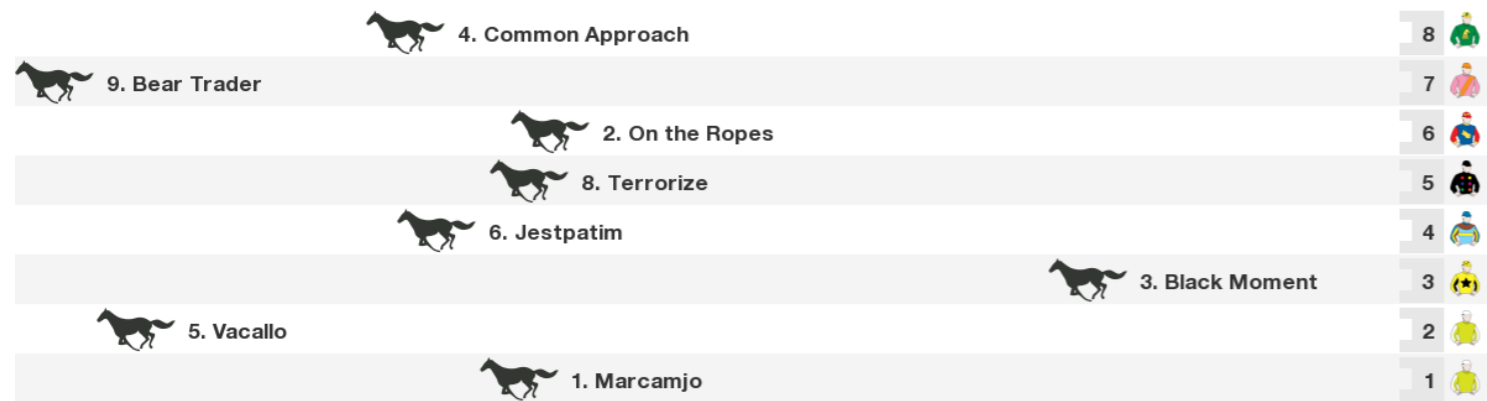 4. Common Approach 8
9. Bear Trader 7
2. On the Ropes 6
8. Terrorize 5
6. Jestpatim 4
3. Black Moment 3
5. Vacallo 2
1. Marcamjo 1